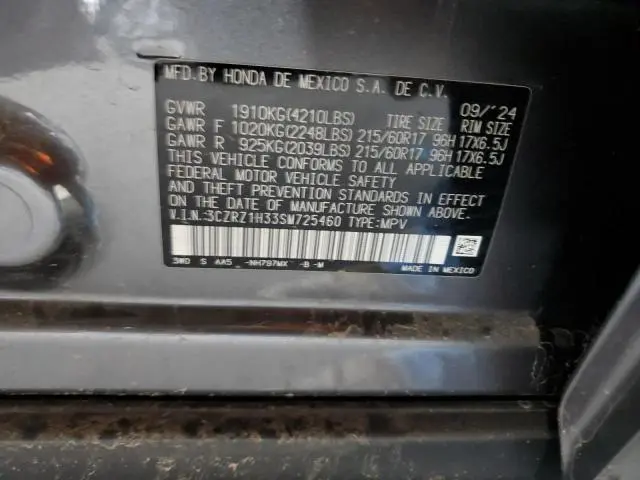 MFD. BY HONDA DE MEXICO S.A. DE C.V.
09/'24
GVWR 1910KG(4210LBS) TIRE SIZE RIM SIZE
GAWR F 1020KG(2248LBS) 215/60R17 96H 17X6.5J
GAWR R 925KG(2039LBS) 215/60R17 96H 17X6.5J
THIS VEHICLE CONFORMS TO ALL APPLICABLE
FEDERAL MOTOR VEHICLE SAFETY
AND THEFT PREVENTION STANDARDS IN EFFECT
ON THE DATE OF MANUFACTURE SHOWN ABOVE.
V.I.N.:3CZRZ1H33SM725460 TYPE:MPV
3WD S AA5 -NH797MX -B -M
MADE IN MEXICO